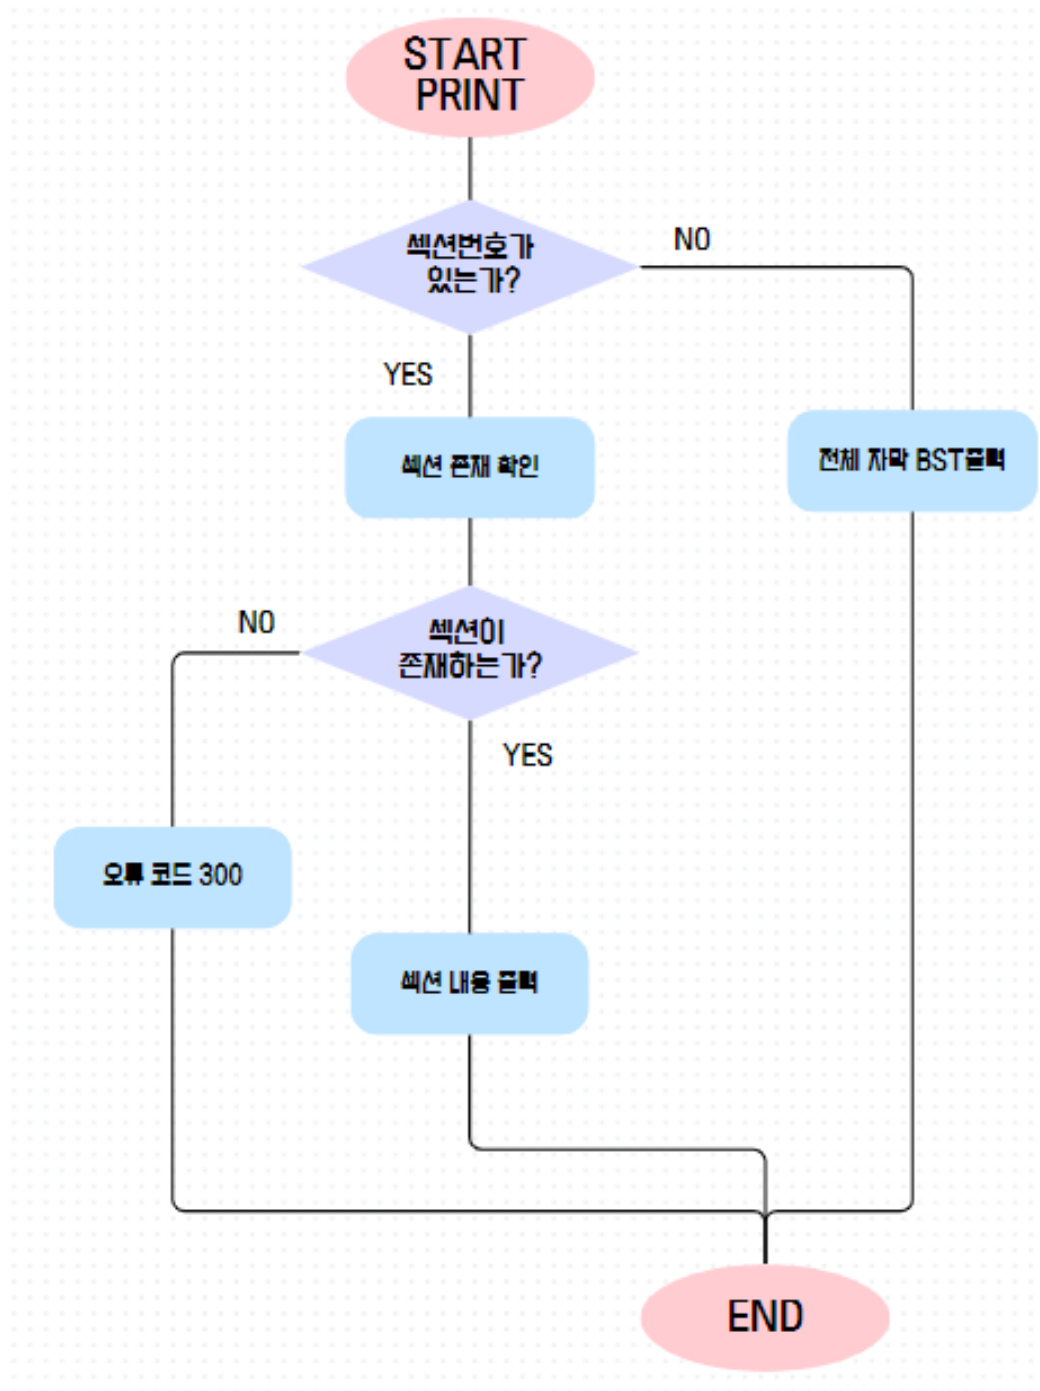 START
PRINT
섹션번호가
있는가?
NO
YES
섹션 존재 확인
전체 자막 BST출력
NO
섹션이
존재하는가?
YES
오류 코드 300
섹션 내용 출력
END